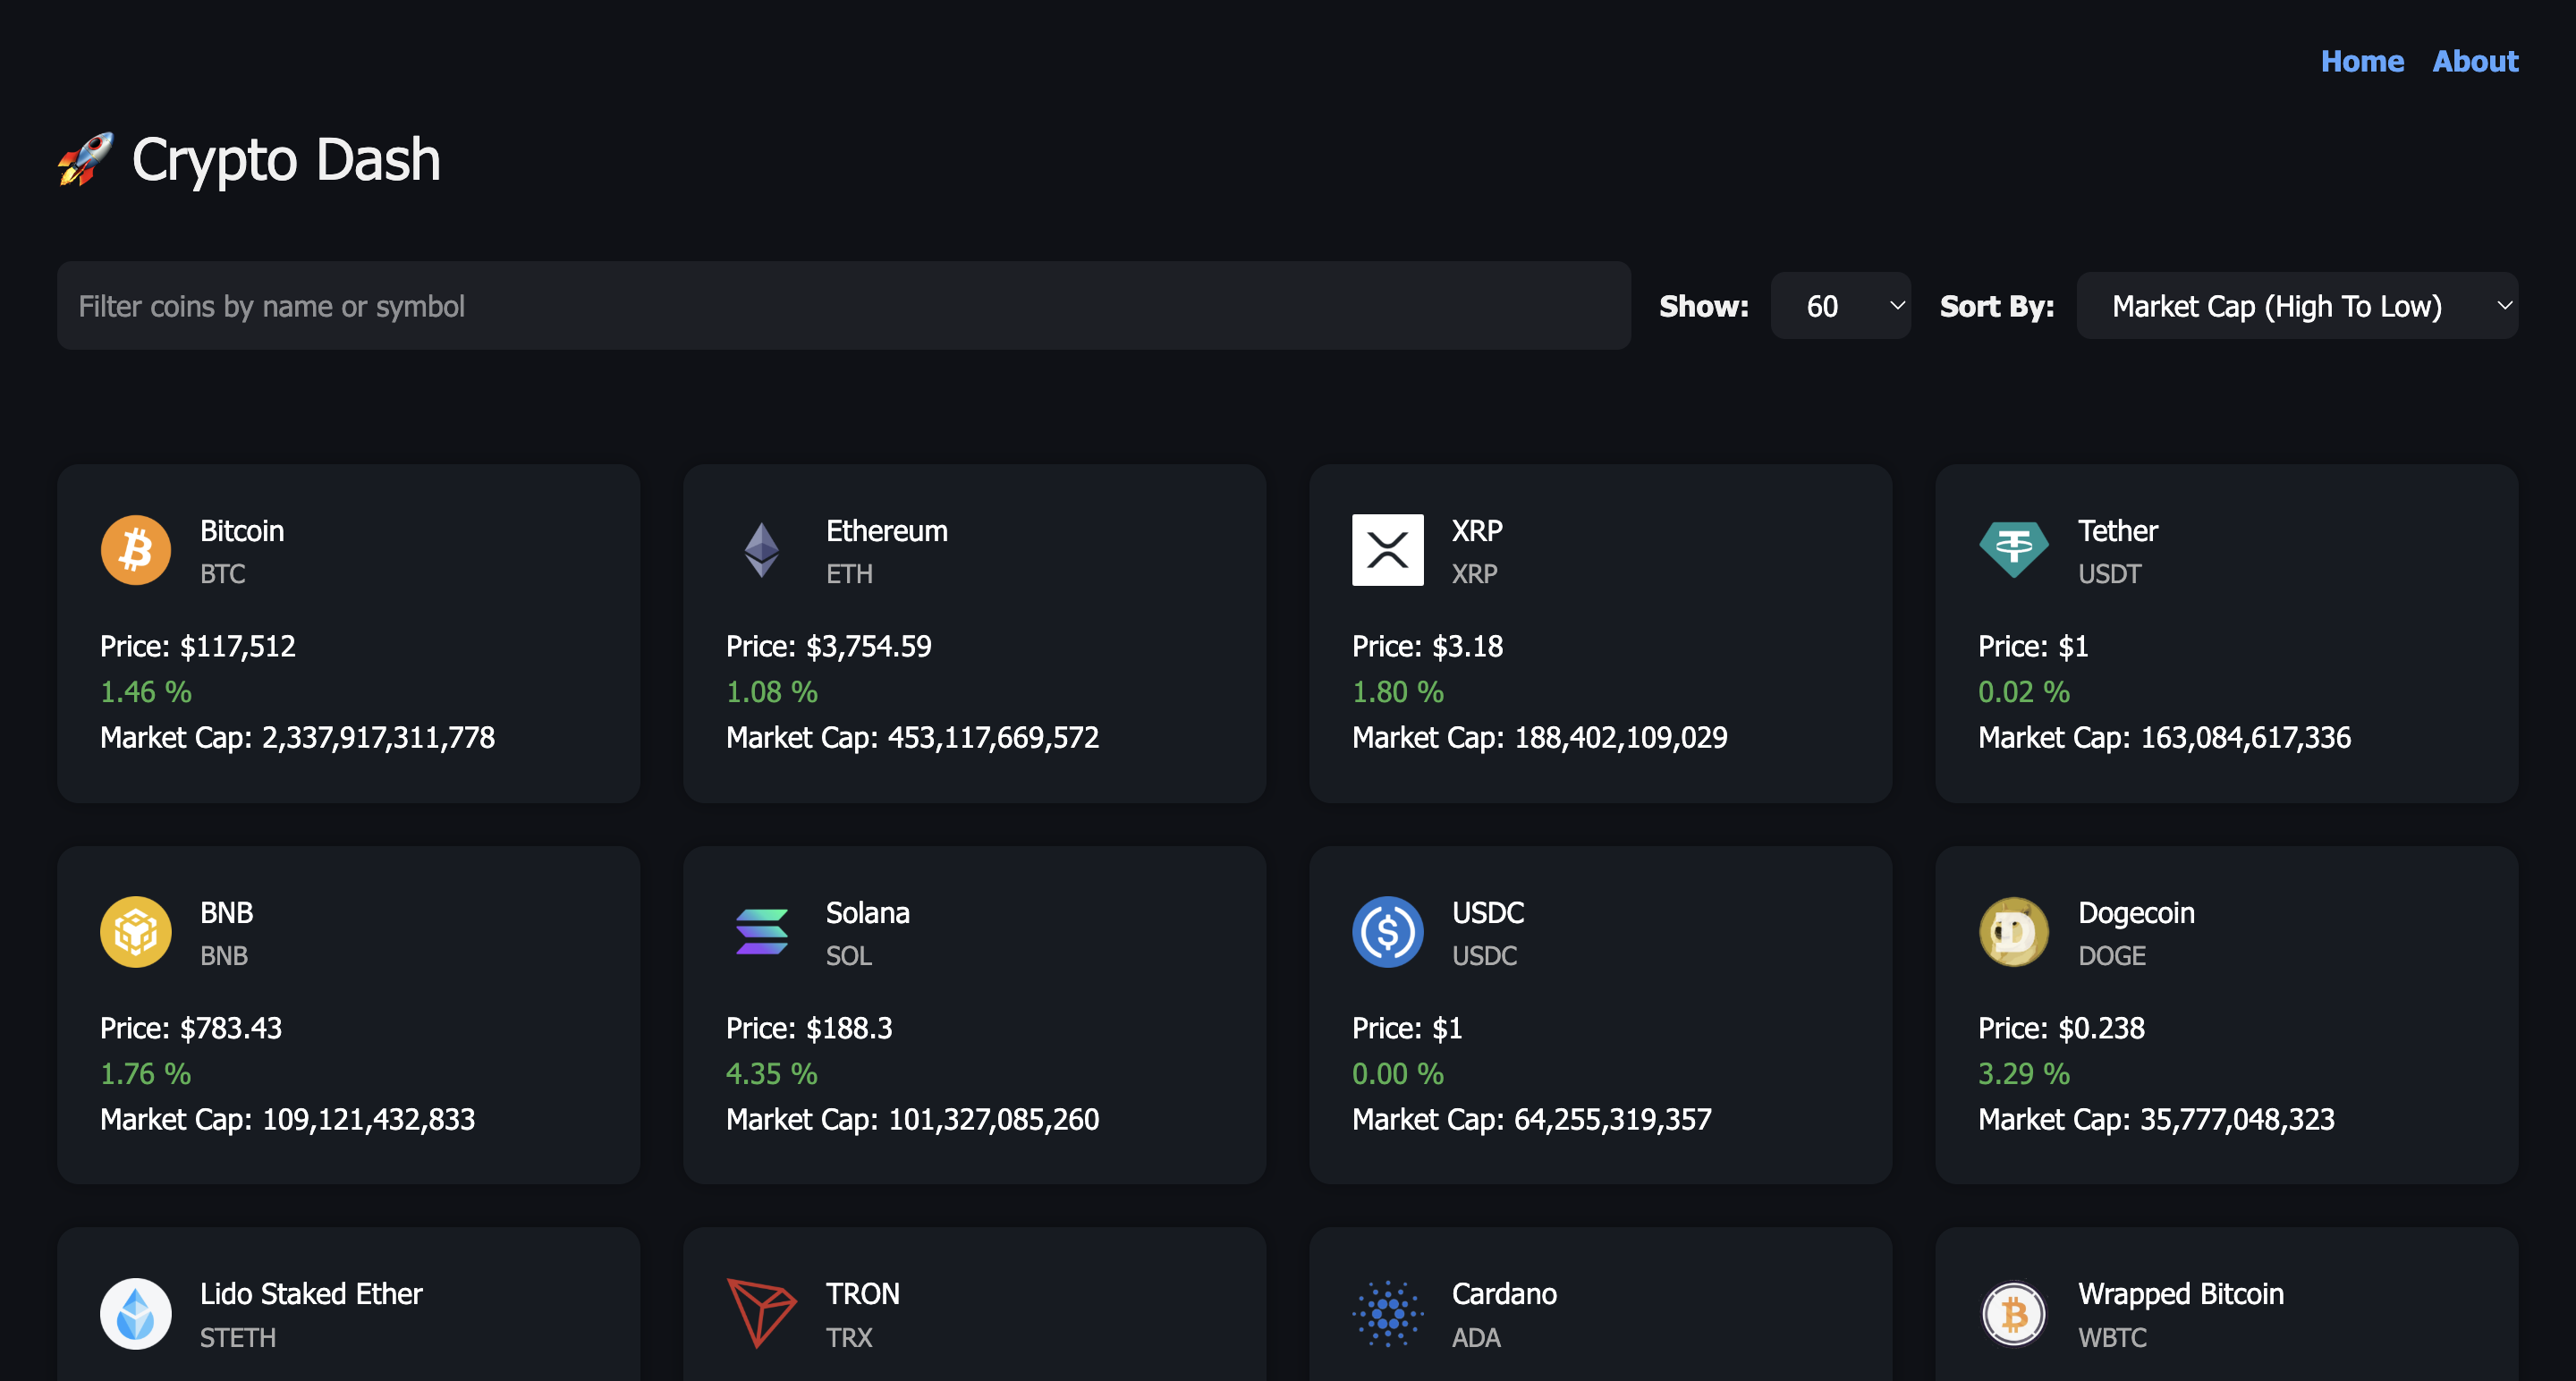 Home About
🚀 Crypto Dash
Filter coins by name or symbol Show: 60 Sort By: Market Cap (High To Low)
Bitcoin
BTC
Price: $117,512
1.46 %
Market Cap: 2,337,917,311,778
Ethereum
ETH
Price: $3,754.59
1.08 %
Market Cap: 453,117,669,572
XRP
XRP
Price: $3.18
1.80 %
Market Cap: 188,402,109,029
Tether
USDT
Price: $1
0.02 %
Market Cap: 163,084,617,336
BNB
BNB
Price: $783.43
1.76 %
Market Cap: 109,121,432,833
Solana
SOL
Price: $188.3
4.35 %
Market Cap: 101,327,085,260
USDC
USDC
Price: $1
0.00 %
Market Cap: 64,255,319,357
Dogecoin
DOGE
Price: $0.238
3.29 %
Market Cap: 35,777,048,323
Lido Staked Ether
STETH
TRON
TRX
Cardano
ADA
Wrapped Bitcoin
WBTC